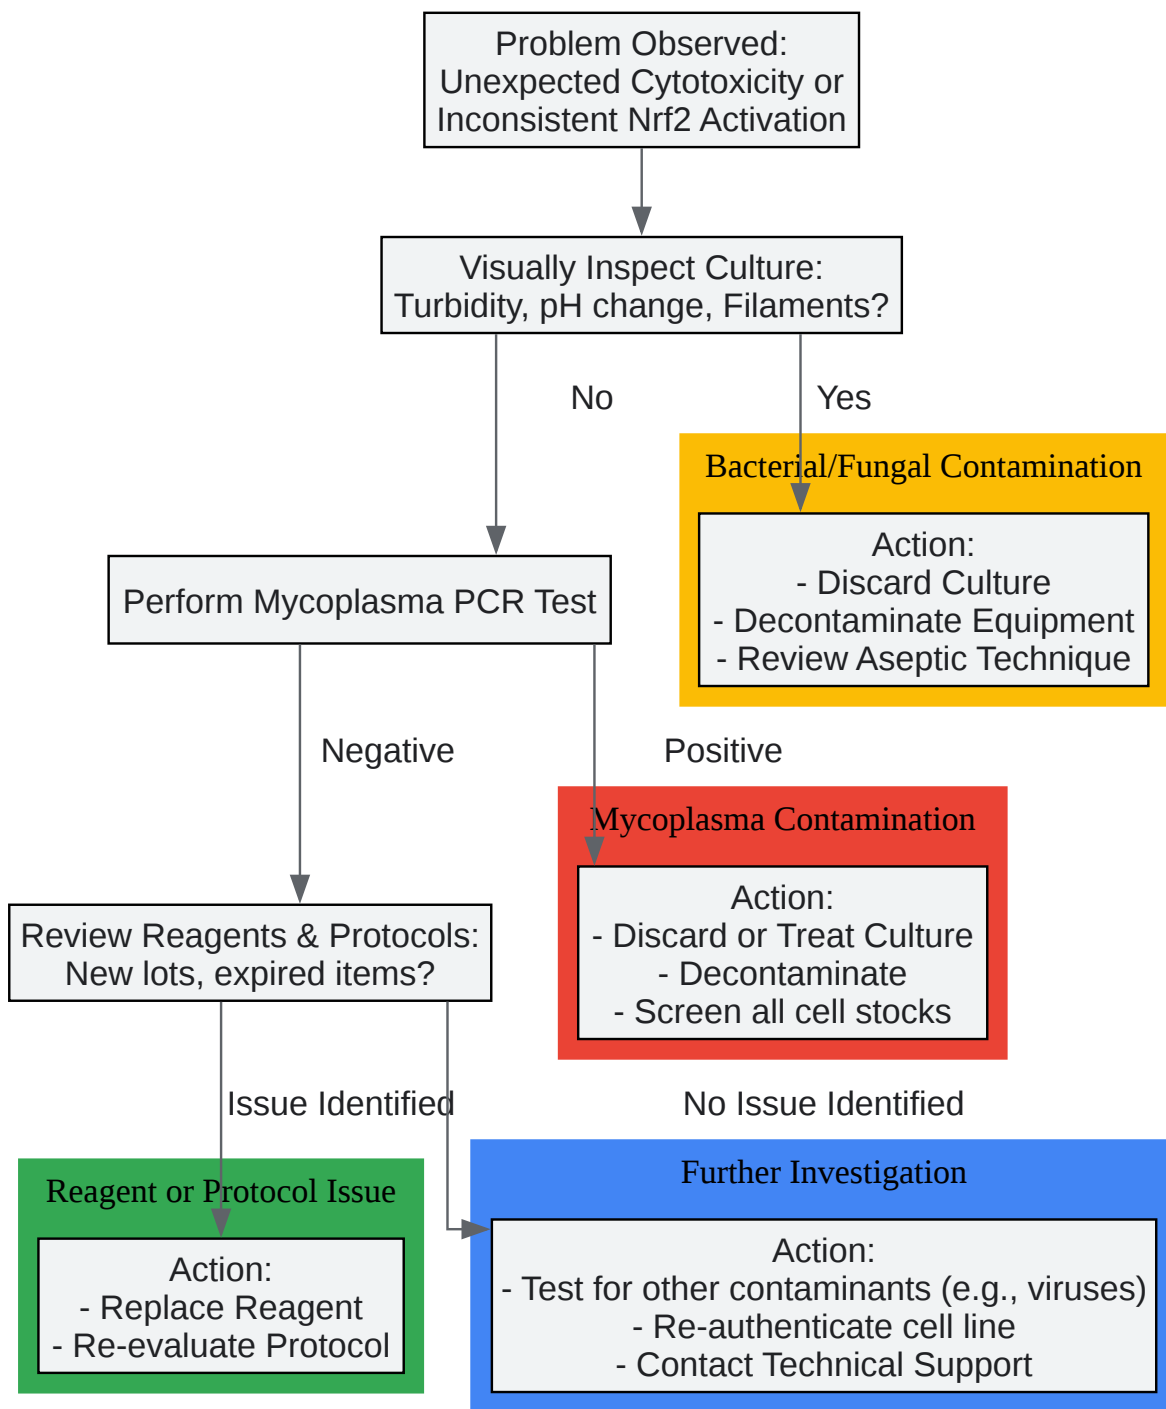 Problem Observed:
Unexpected Cytotoxicity or
Inconsistent Nrf2 Activation
Visually Inspect Culture:
Turbidity, pH change, Filaments?
No
Yes
Bacterial/Fungal Contamination
Action:
- Discard Culture
- Decontaminate Equipment
- Review Aseptic Technique
Perform Mycoplasma PCR Test
Negative
Positive
Mycoplasma Contamination
Action:
- Discard or Treat Culture
- Decontaminate
- Screen all cell stocks
Review Reagents & Protocols:
New lots, expired items?
Issue Identified
No Issue Identified
Reagent or Protocol Issue
Action:
- Replace Reagent
- Re-evaluate Protocol
Further Investigation
Action:
- Test for other contaminants (e.g., viruses)
- Re-authenticate cell line
- Contact Technical Support